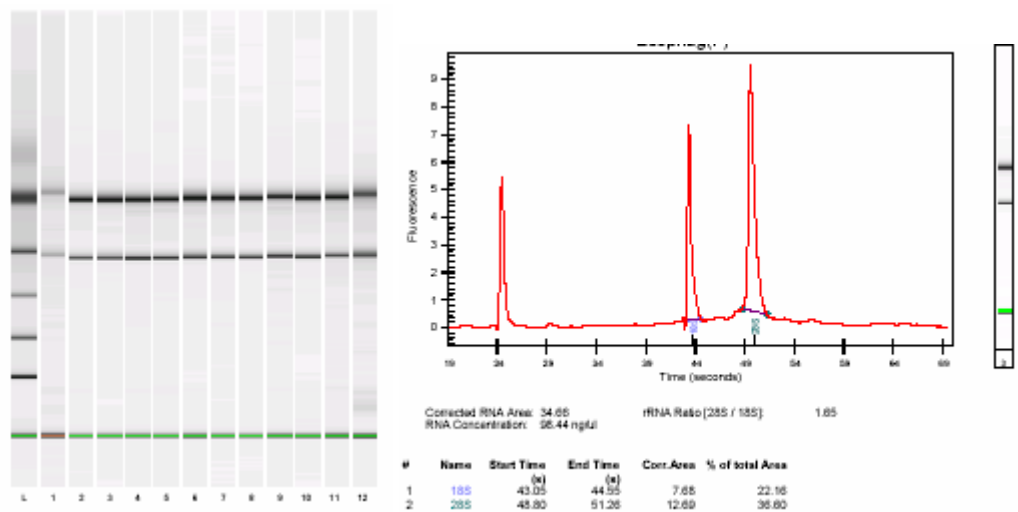 L 1 2 3 4 5 6 7 8 9 10 11 12
Fluorescence
9
8
7
6
5
4
3
2
1
0
18S 28S
19 24 29 34 39 44 49 54 59 64 69
Time (seconds)
Corrected RNA Area: 34.66 rRNA Ratio [28S / 18S]: 1.65
RNA Concentration: 98.44 ng/ul
# Name Start Time End Time Corr.Area % of total Area
(s) (s)
1 18S 43.05 44.55 7.68 22.16
2 28S 48.80 51.26 12.69 36.60